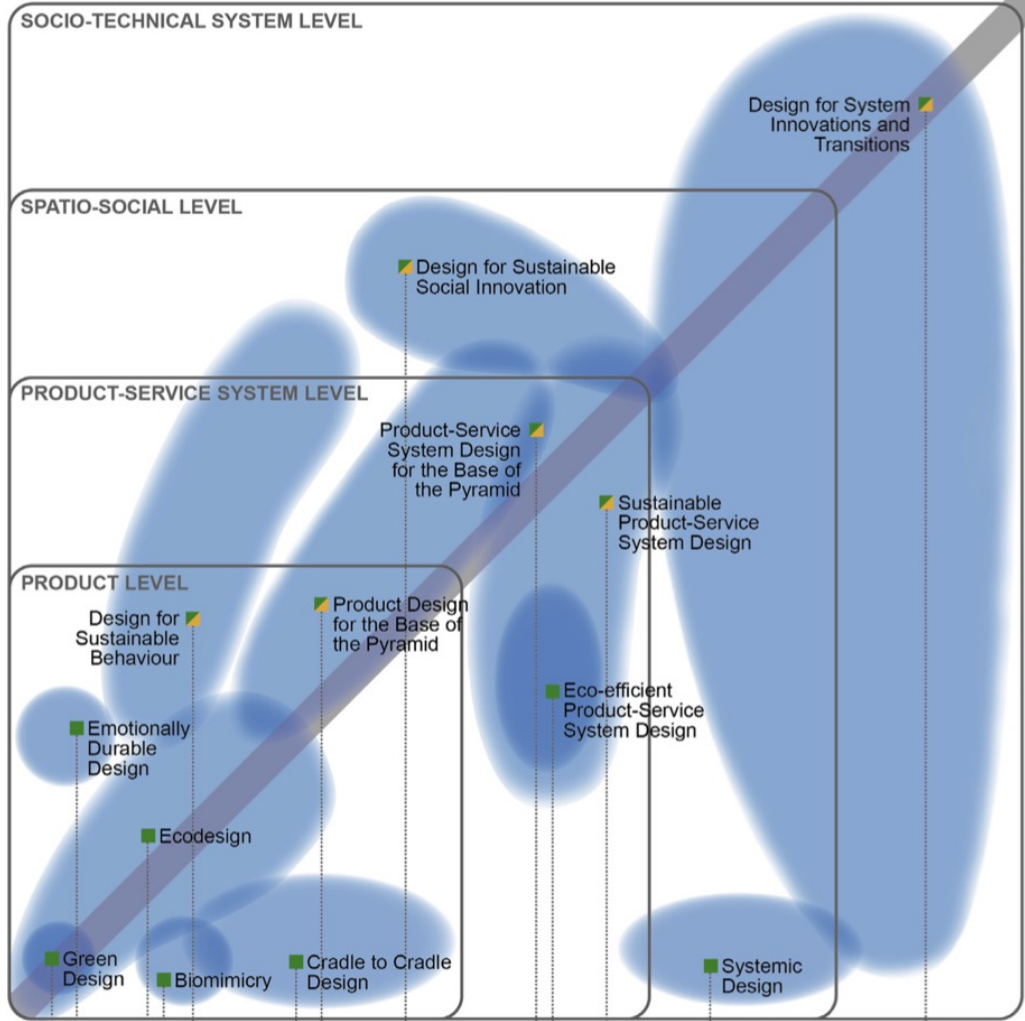 SOCIO-TECHNICAL SYSTEM LEVEL
Design for System
Innovations and
Transitions
SPATIO-SOCIAL LEVEL
Design for Sustainable
Social Innovation
PRODUCT-SERVICE SYSTEM LEVEL
Product-Service
System Design
for the Base of
the Pyramid
Sustainable
Product-Service
System Design
PRODUCT LEVEL
Design for
Sustainable
Behaviour
Product Design
for the Base of
the Pyramid
Eco-efficient
Product-Service
System Design
Emotionally
Durable
Design
Ecodesign
Green
Design
Biomimicry
Cradle to Cradle
Design
Systemic
Design